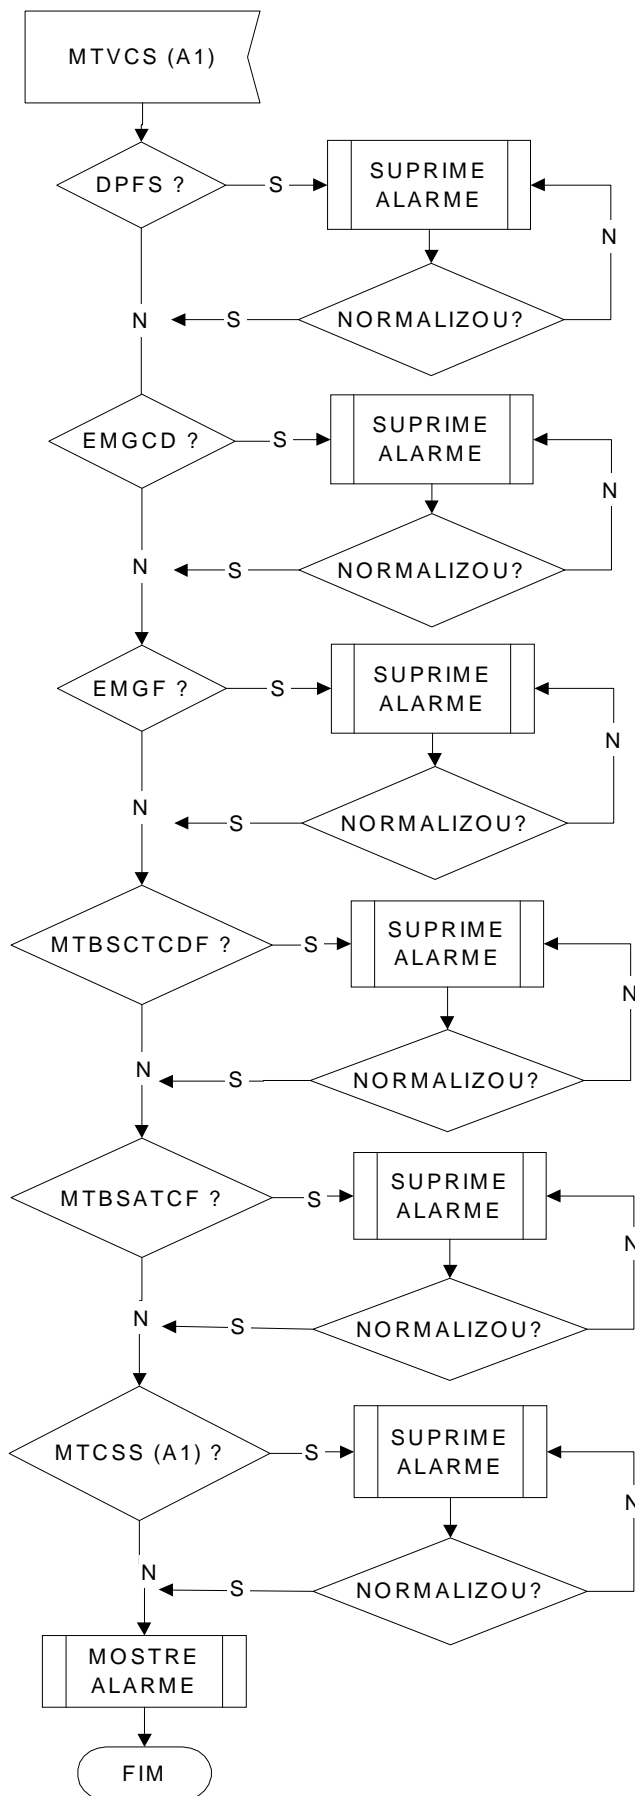 MTVCS (A1)
DPFS ?
S
SUPRIME
ALARME
N
N
S
NORMALIZOU?
EMGCD ?
S
SUPRIME
ALARME
N
N
S
NORMALIZOU?
EMGF ?
S
SUPRIME
ALARME
N
N
S
NORMALIZOU?
MTBSCTCDF ?
S
SUPRIME
ALARME
N
N
S
NORMALIZOU?
MTBSATCF ?
S
SUPRIME
ALARME
N
N
S
NORMALIZOU?
MTCSS (A1) ?
S
SUPRIME
ALARME
N
N
S
NORMALIZOU?
MOSTRE
ALARME
FIM